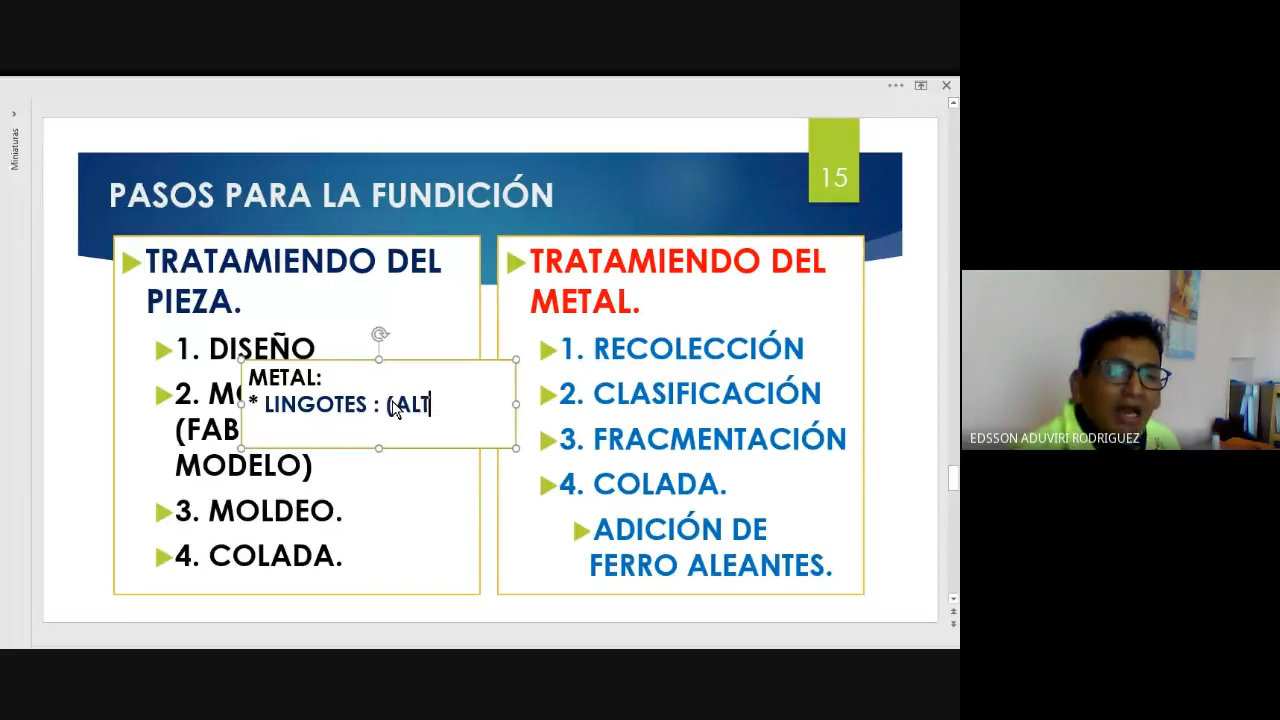 Miniaturas
15
PASOS PARA LA FUNDICIÓN
TRATAMIENDO DEL
PIEZA.
1. DISEÑO
2. MO
(FAB
MODELO)
3. MOLDEO.
4. COLADA.
METAL:
* LINGOTES : (ALT
TRATAMIENDO DEL
METAL.
1. RECOLECCIÓN
2. CLASIFICACIÓN
3. FRACMENTACIÓN
4. COLADA.
ADICIÓN DE
FERRO ALEANTES.
EDSSON ADUVIRI RODRIGUEZ